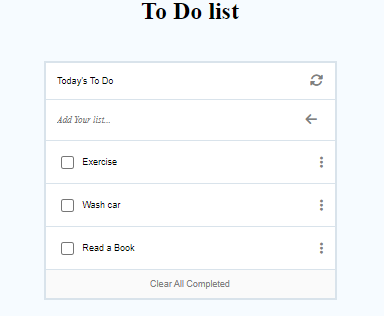 To Do list
Today's To Do
Add Your list...
Exercise
Wash car
Read a Book
Clear All Completed